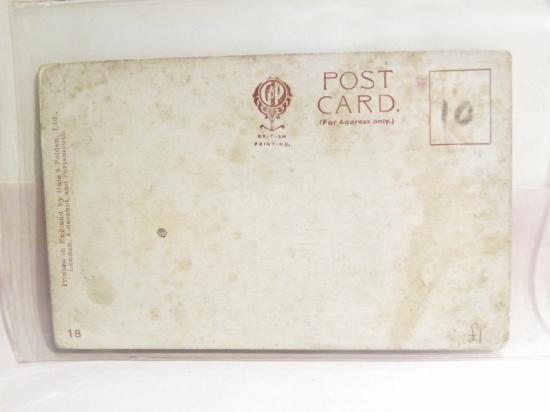 POST
CARD.
(For Address only.)
G&P
BRITISH
PRINTING.
10
Printed in England by Gale & Polden, Ltd.,
London, Aldershot, and Portsmouth.
18